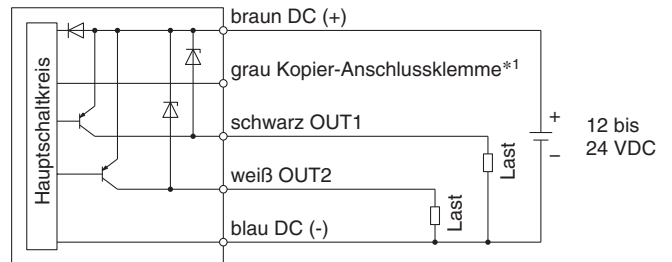 braun DC (+)
grau Kopier-Anschlussklemme*1
Hauptschaltkreis
schwarz OUT1
weiß OUT2
blau DC (-)
Last
Last
+
−
12 bis
24 VDC